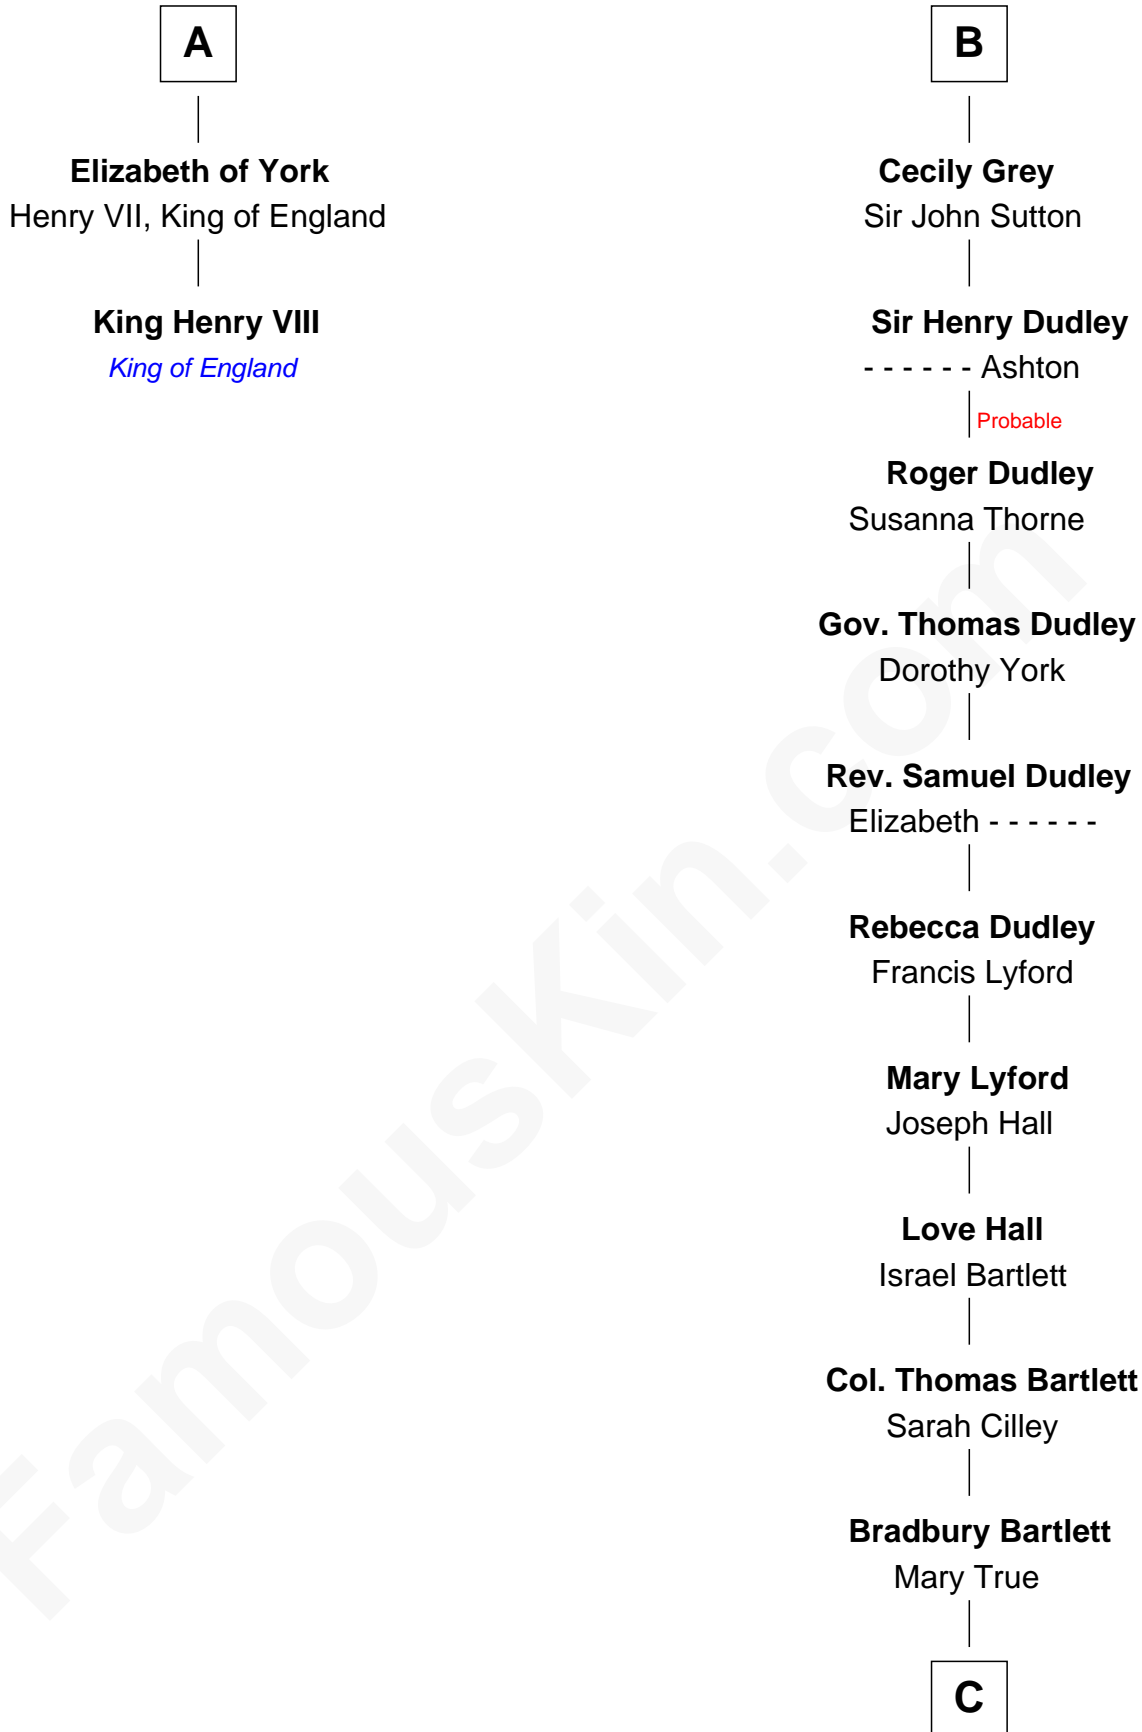 A
Elizabeth of York
Henry VII, King of England
King Henry VIII
King of England
B
Cecily Grey
Sir John Sutton
Sir Henry Dudley
- - - - - - Ashton
Probable
Roger Dudley
Susanna Thorne
Gov. Thomas Dudley
Dorothy York
Rev. Samuel Dudley
Elizabeth - - - - - -
Rebecca Dudley
Francis Lyford
Mary Lyford
Joseph Hall
Love Hall
Israel Bartlett
Col. Thomas Bartlett
Sarah Cilley
Bradbury Bartlett
Mary True
C
FamousKin.com